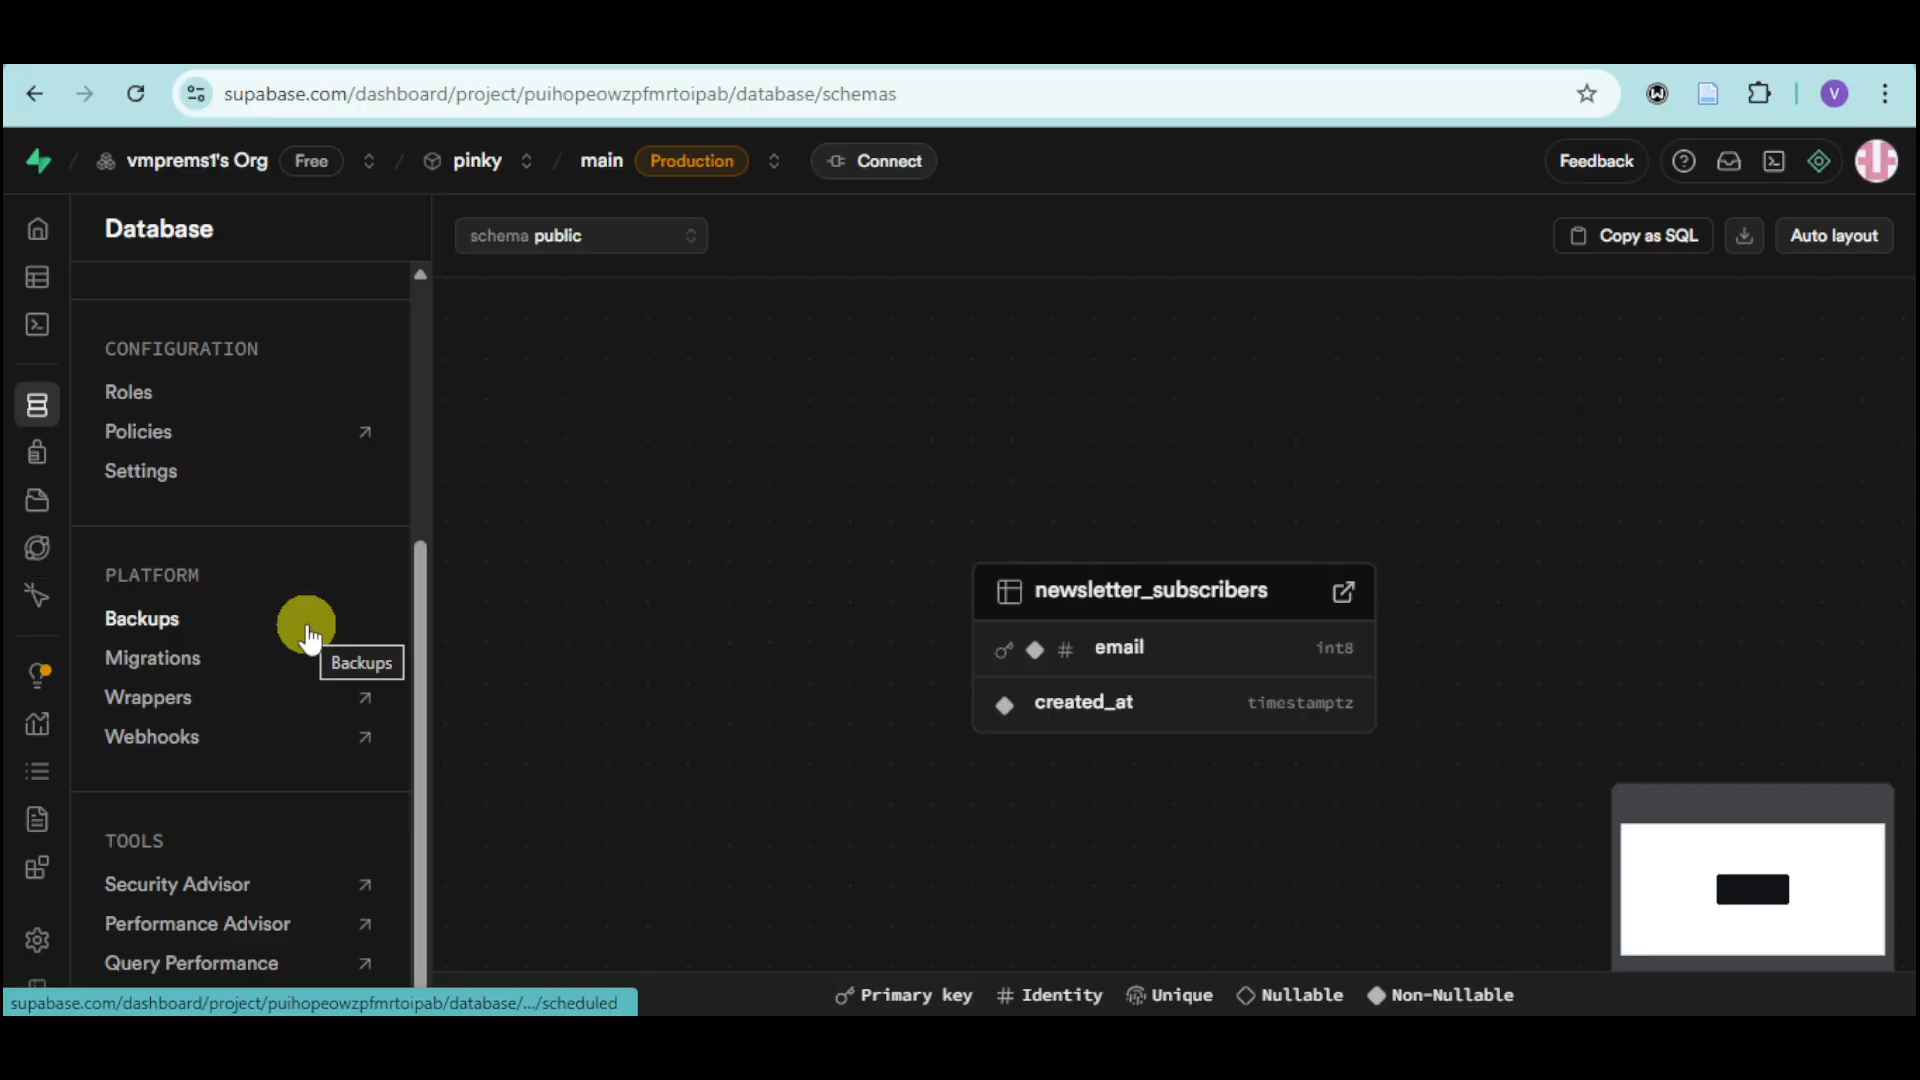 supabase.com/dashboard/project/puihopeowzpfmrtoipab/database/schemas
V
vmprems1's Org Free / pinky / main Production Connect
Feedback
Database
schema public
Copy as SQL
Auto layout
CONFIGURATION
Roles
Policies
Settings
PLATFORM
Backups
Backups
Migrations
Wrappers
Webhooks
TOOLS
Security Advisor
Performance Advisor
Query Performance
newsletter_subscribers
email int8
created_at timestamptz
supabase.com/dashboard/project/puihopeowzpfmrtoipab/database/.../scheduled
Primary key # Identity Unique Nullable Non-Nullable